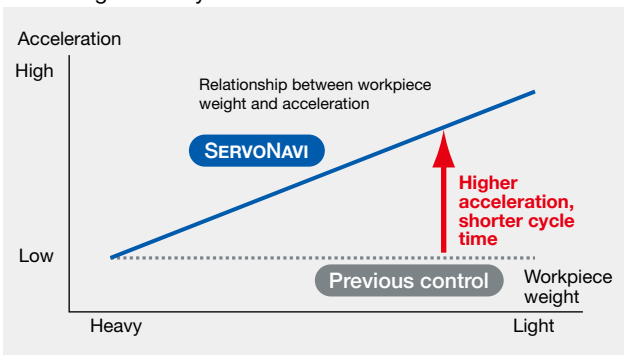 Acceleration
High
Relationship between workpiece
weight and acceleration
SERVONAVI
Higher
acceleration,
shorter cycle
time
Low
Previous control
Workpiece
weight
Heavy
Light